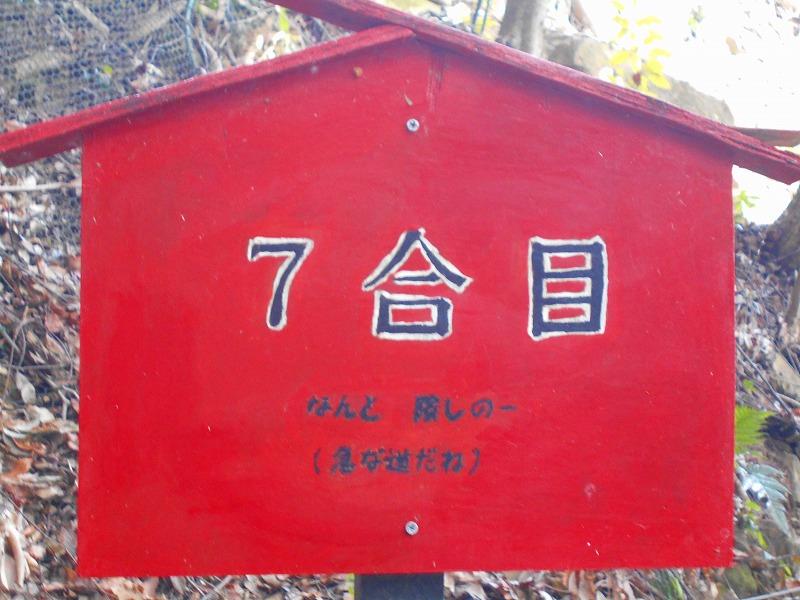 7合目
なんと 険しのー
(急な道だね)